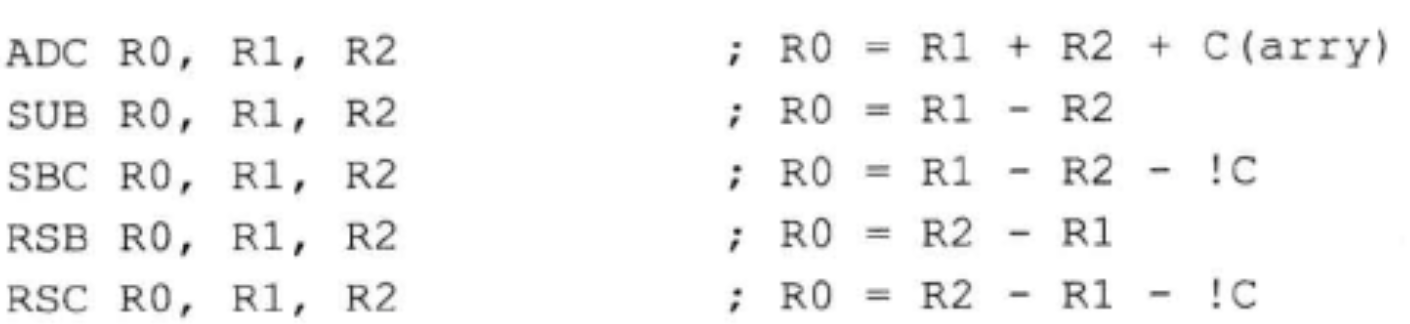 ADC R0, R1, R2 ; R0 = R1 + R2 + C(arry)
SUB R0, R1, R2 ; R0 = R1 - R2
SBC R0, R1, R2 ; R0 = R1 - R2 - !C
RSB R0, R1, R2 ; R0 = R2 - R1
RSC R0, R1, R2 ; R0 = R2 - R1 - !C